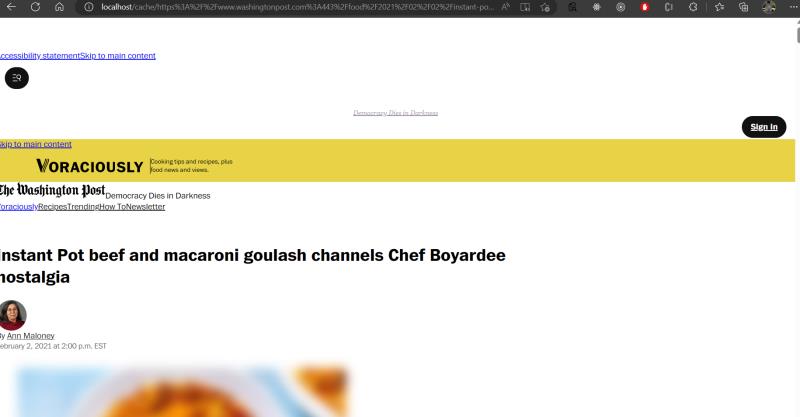 localhost/cache/https%3A%2F%2Fwww.washingtonpost.com%3A443%2Ffood%2F2021%2F02%2F02%2Finstant-po...
ccessibility statementSkip to main content
Democracy Dies in Darkness
Sign In
kip to main content
VORACIOUSLY
Cooking tips and recipes, plus
food news and views.
The Washington Post Democracy Dies in Darkness
oraciouslyRecipesTrendingHow ToNewsletter
Instant Pot beef and macaroni goulash channels Chef Boyardee
nostalgia
By Ann Maloney
ebruary 2, 2021 at 2:00 p.m. EST